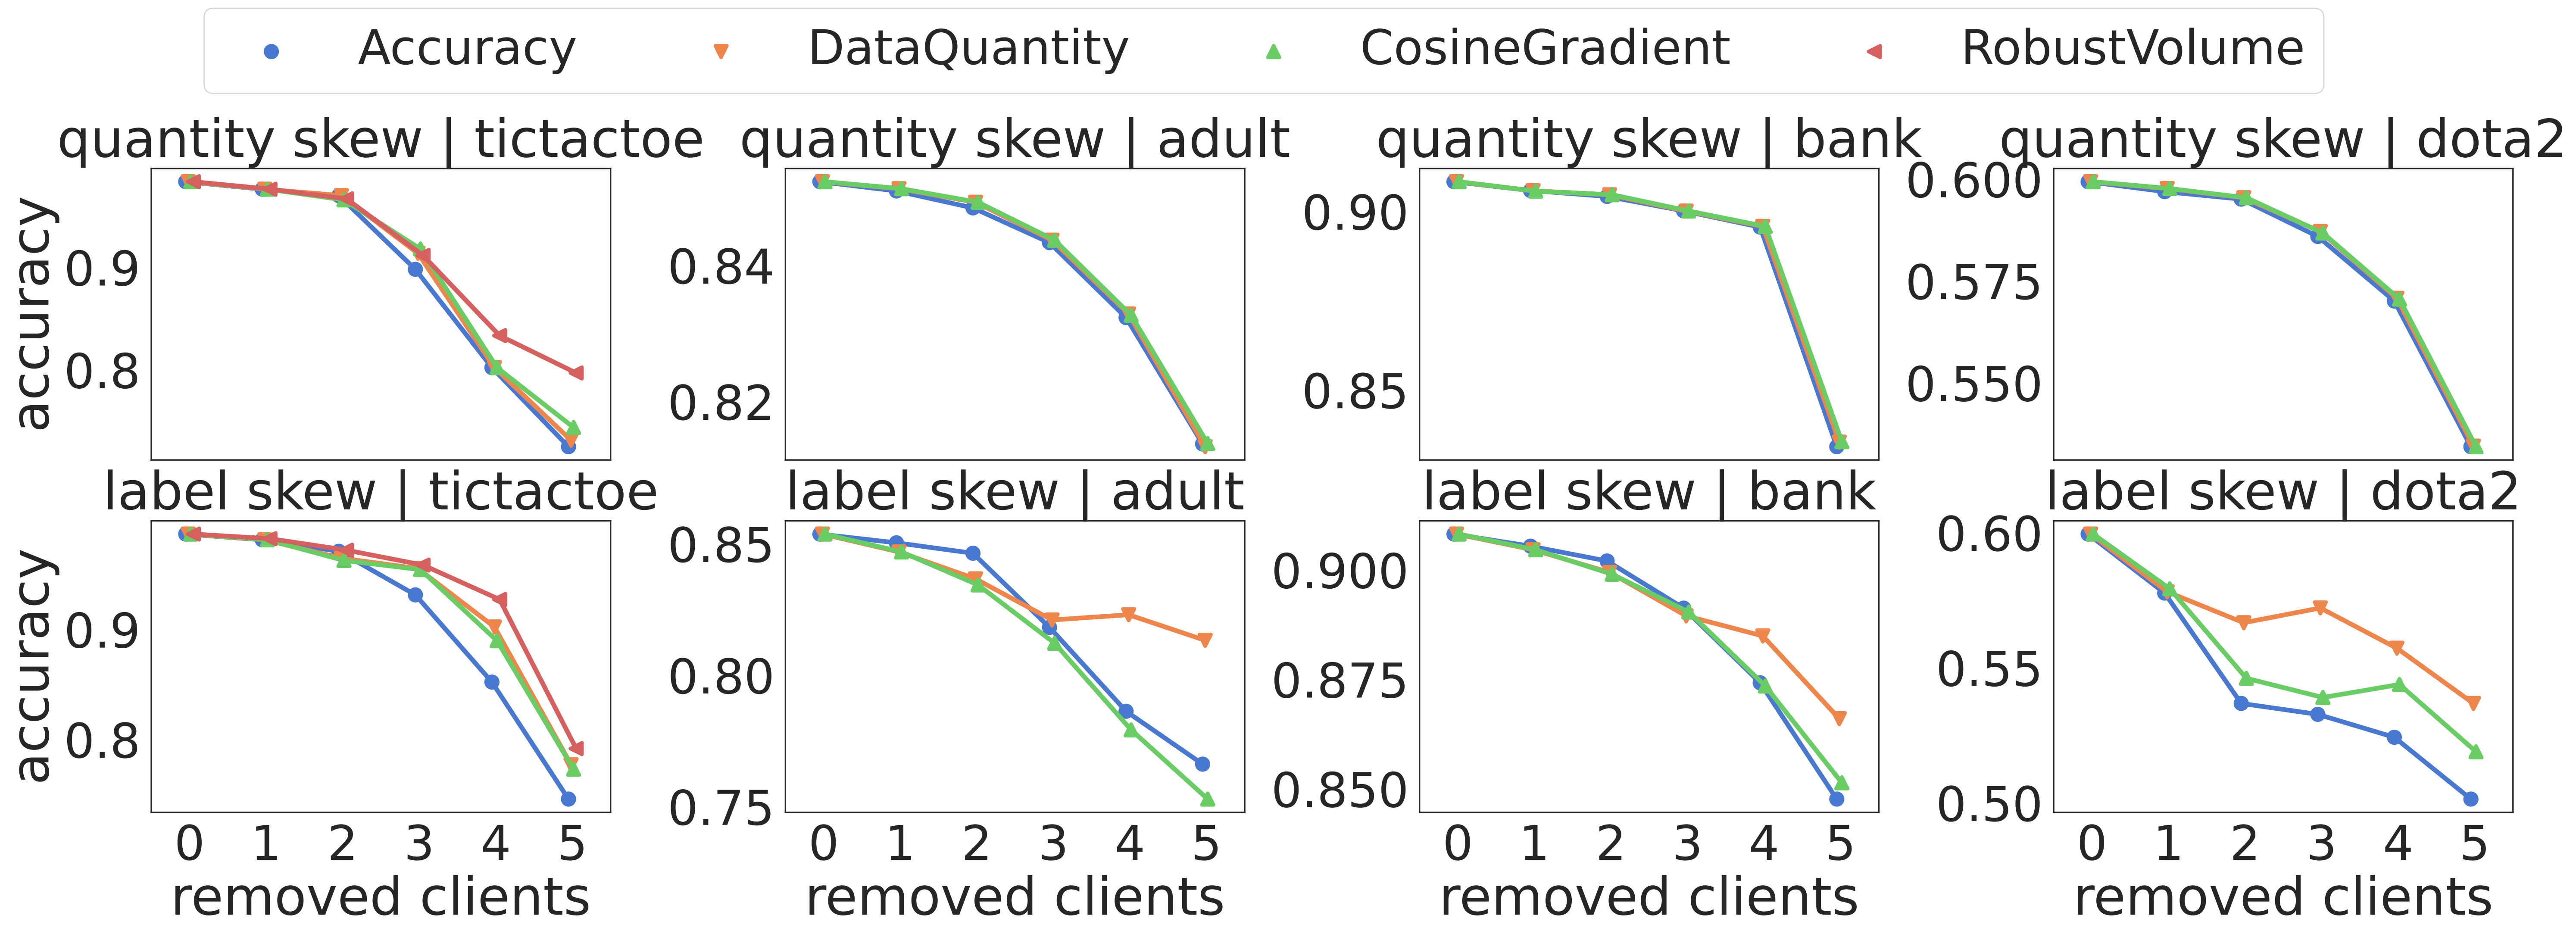 Accuracy DataQuantity CosineGradient RobustVolume
quantity skew | tictactoe
quantity skew | adult
quantity skew | bank
quantity skew | dota2
accuracy
0.9
0.8
0.84
0.82
0.90
0.85
0.600
0.575
0.550
label skew | tictactoe
label skew | adult
label skew | bank
label skew | dota2
accuracy
0.9
0.8
0.85
0.80
0.75
0.900
0.875
0.850
0.60
0.55
0.50
0 1 2 3 4 5
0 1 2 3 4 5
0 1 2 3 4 5
0 1 2 3 4 5
removed clients
removed clients
removed clients
removed clients